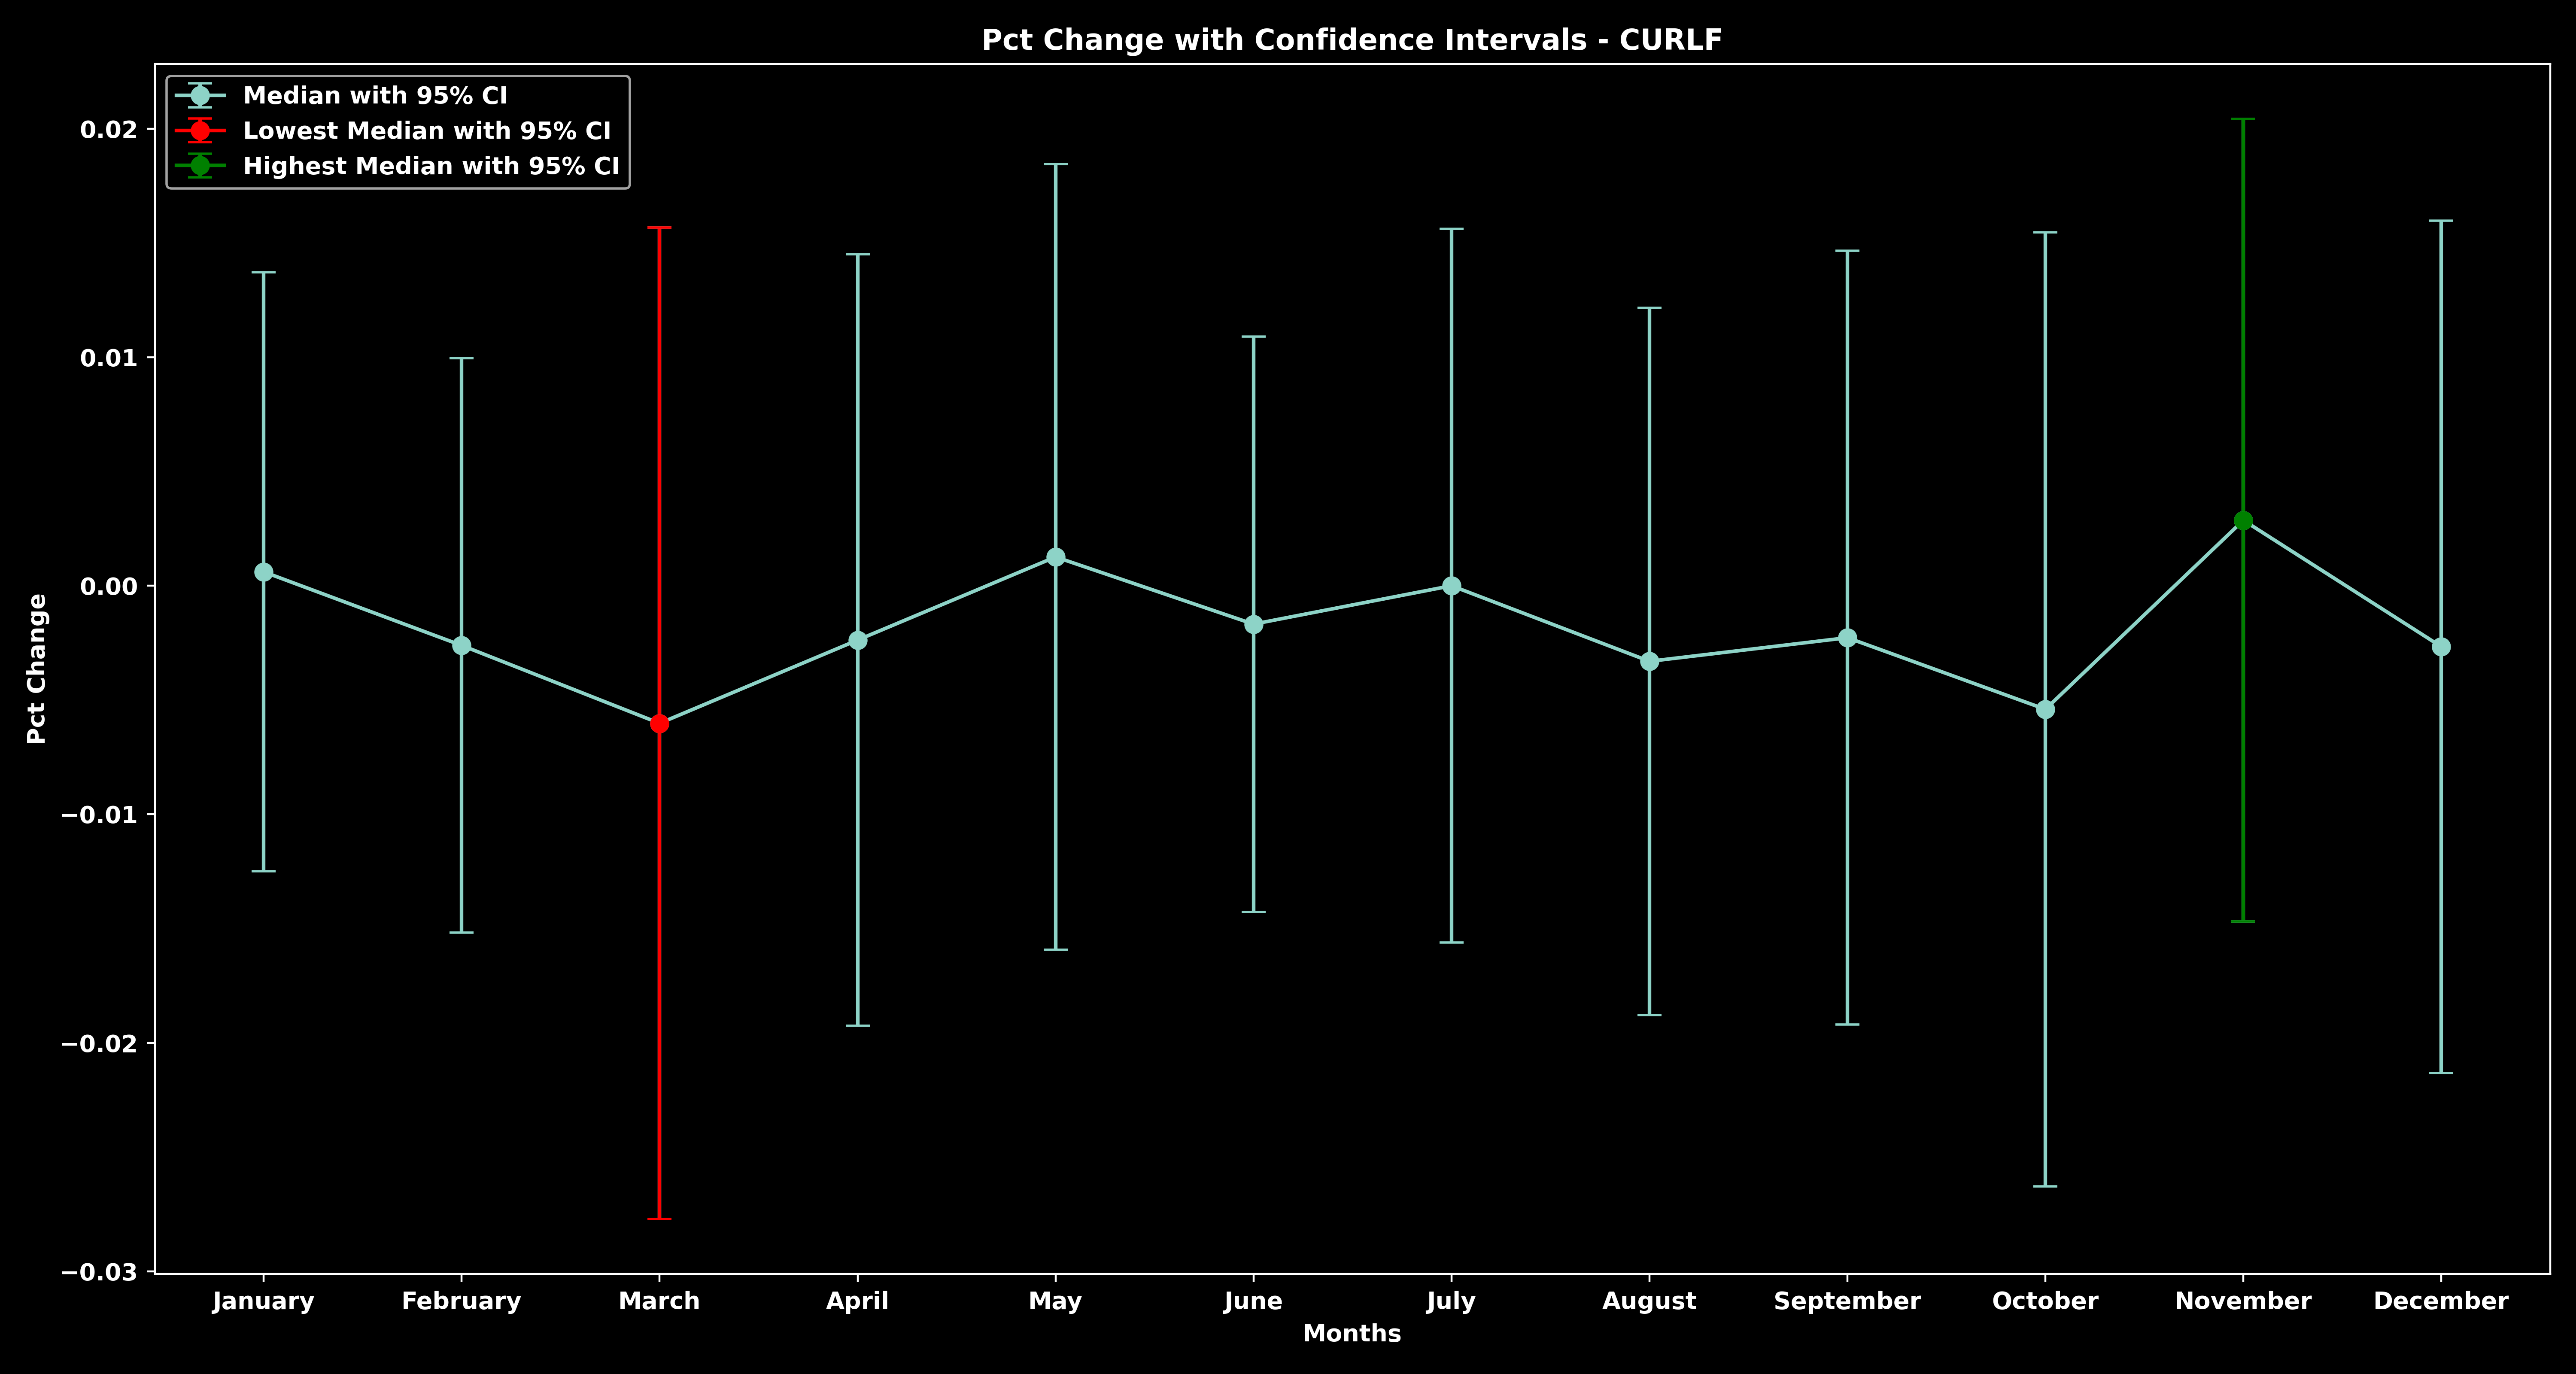 Pct Change with Confidence Intervals - CURLF
Median with 95% CI
Lowest Median with 95% CI
Highest Median with 95% CI
0.02
0.01
0.00
−0.01
−0.02
−0.03
Pct Change
January February March April May June July August September October November December
Months